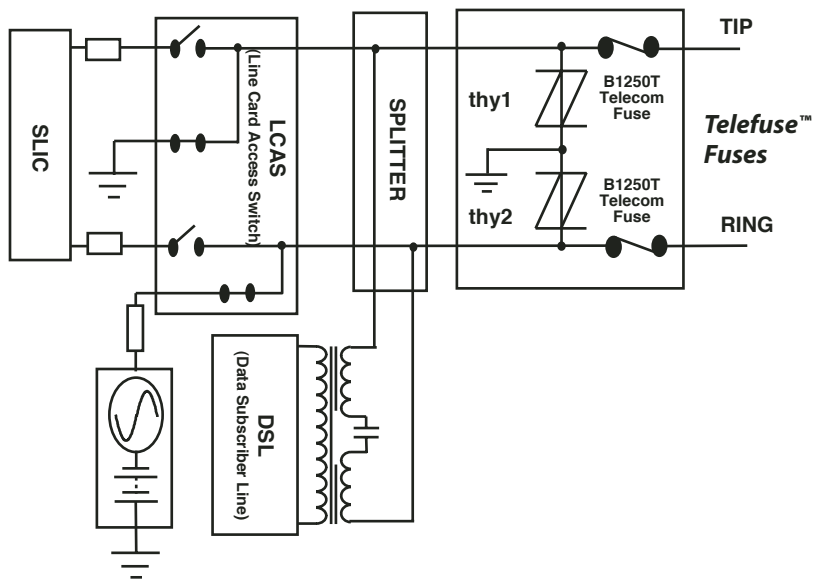 TIP
thy1
B1250T
Telecom
Fuse
Telefuse™
Fuses
thy2
B1250T
Telecom
Fuse
RING
SLIC
LCAS
(Line Card Access Switch)
SPLITTER
DSL
(Data Subscriber Line)